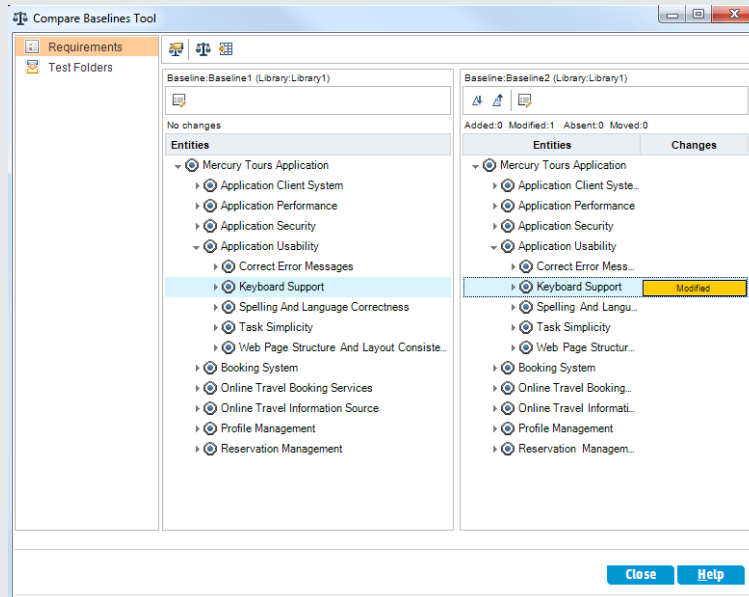 Compare Baselines Tool
Requirements
Test Folders
Baseline:Baseline1 (Library:Library1)
No changes
Entities
Mercury Tours Application
Application Client System
Application Performance
Application Security
Application Usability
Correct Error Messages
Keyboard Support
Spelling And Language Correctness
Task Simplicity
Web Page Structure And Layout Consiste...
Booking System
Online Travel Booking Services
Online Travel Information Source
Profile Management
Reservation Management
Baseline:Baseline2 (Library:Library1)
Added:0 Modified:1 Absent:0 Moved:0
Entities Changes
Mercury Tours Application
Application Client Syste...
Application Performance
Application Security
Application Usability
Correct Error Mess...
Keyboard Support Modified
Spelling And Langu...
Task Simplicity
Web Page Structur...
Booking System
Online Travel Booking...
Online Travel Informati...
Profile Management
Reservation Managem...
Close Help